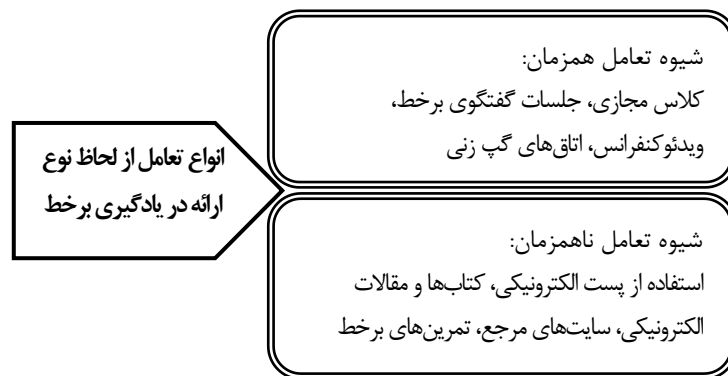 شیوه تعامل همزمان:
کلاس مجازی، جلسات گفتگوی برخط،
ویدئوکنفرانس، اتاق‌های گپ زنی
انواع تعامل از لحاظ نوع
ارائه در یادگیری برخط
شیوه تعامل ناهمزمان:
استفاده از پست الکترونیکی، کتاب‌ها و مقالات
الکترونیکی، سایت‌های مرجع، تمرین‌های برخط